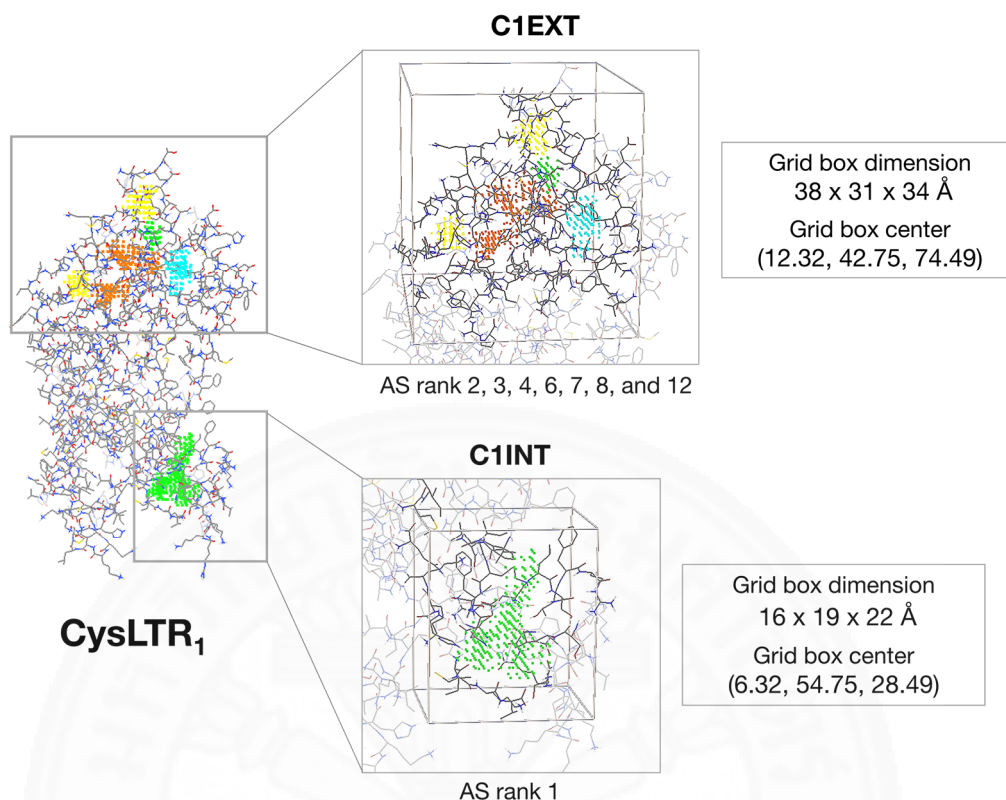 C1EXT
Grid box dimension
38 x 31 x 34 Å
Grid box center
(12.32, 42.75, 74.49)
AS rank 2, 3, 4, 6, 7, 8, and 12
C1INT
Grid box dimension
16 x 19 x 22 Å
Grid box center
(6.32, 54.75, 28.49)
CysLTR₁
AS rank 1